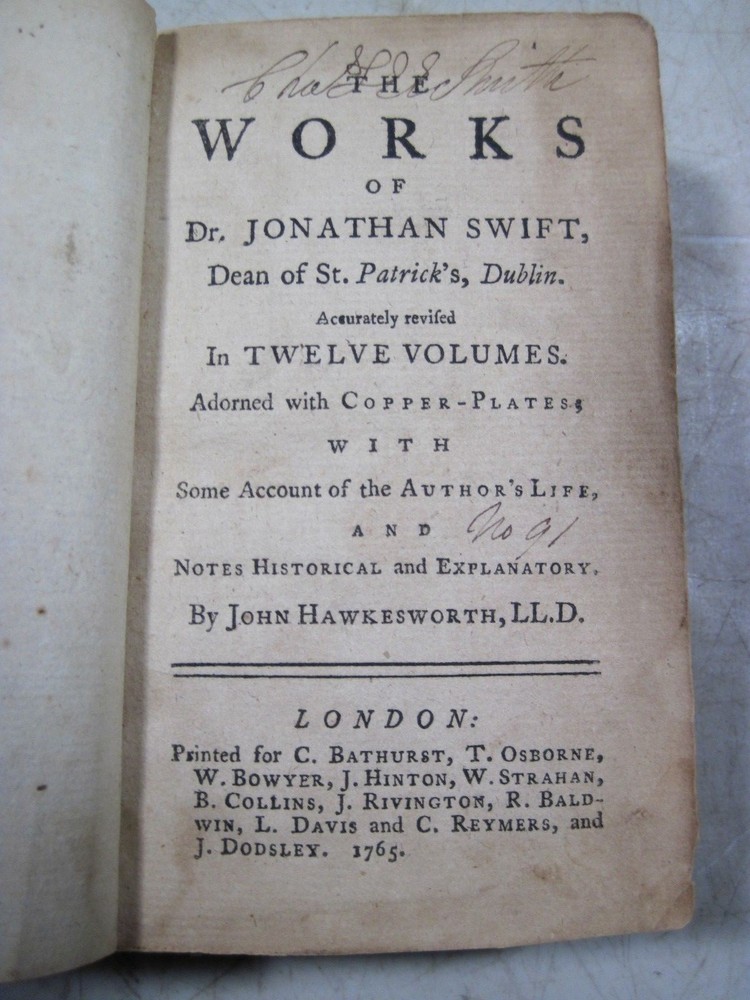 THE
WORKS
OF
Dr. JONATHAN SWIFT,
Dean of St. Patrick's, Dublin.
Accurately reviſed
In TWELVE VOLUMES.
Adorned with COPPER-PLATES;
WITH
Some Account of the AUTHOR'S LIFE,
AND
No 91
NOTES HISTORICAL and EXPLANATORY.
By JOHN HAWKESWORTH, LL.D.
LONDON:
Printed for C. BATHURST, T. OSBORNE,
W. BOWYER, J. HINTON, W. STRAHAN,
B. COLLINS, J. RIVINGTON, R. BALD-
WIN, L. DAVIS and C. REYMERS, and
J. DODSLEY. 1765.